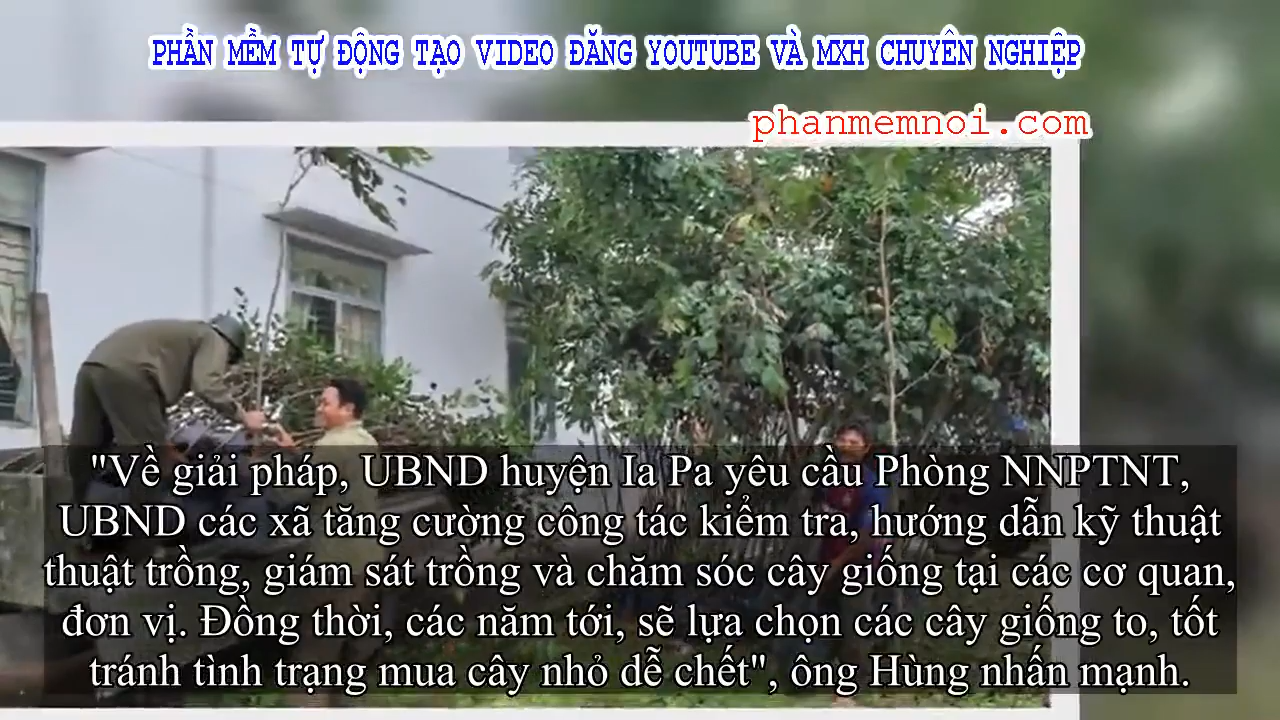 PHẦN MỀM TỰ ĐỘNG TẠO VIDEO ĐĂNG YOUTUBE VÀ MXH CHUYÊN NGHIỆP
phanmemnoi.com
"Về giải pháp, UBND huyện Ia Pa yêu cầu Phòng NNPTNT,
UBND các xã tăng cường công tác kiểm tra, hướng dẫn kỹ thuật
thuật trồng, giám sát trồng và chăm sóc cây giống tại các cơ quan,
đơn vị. Đồng thời, các năm tới, sẽ lựa chọn các cây giống to, tốt
tránh tình trạng mua cây nhỏ dễ chết", ông Hùng nhấn mạnh.